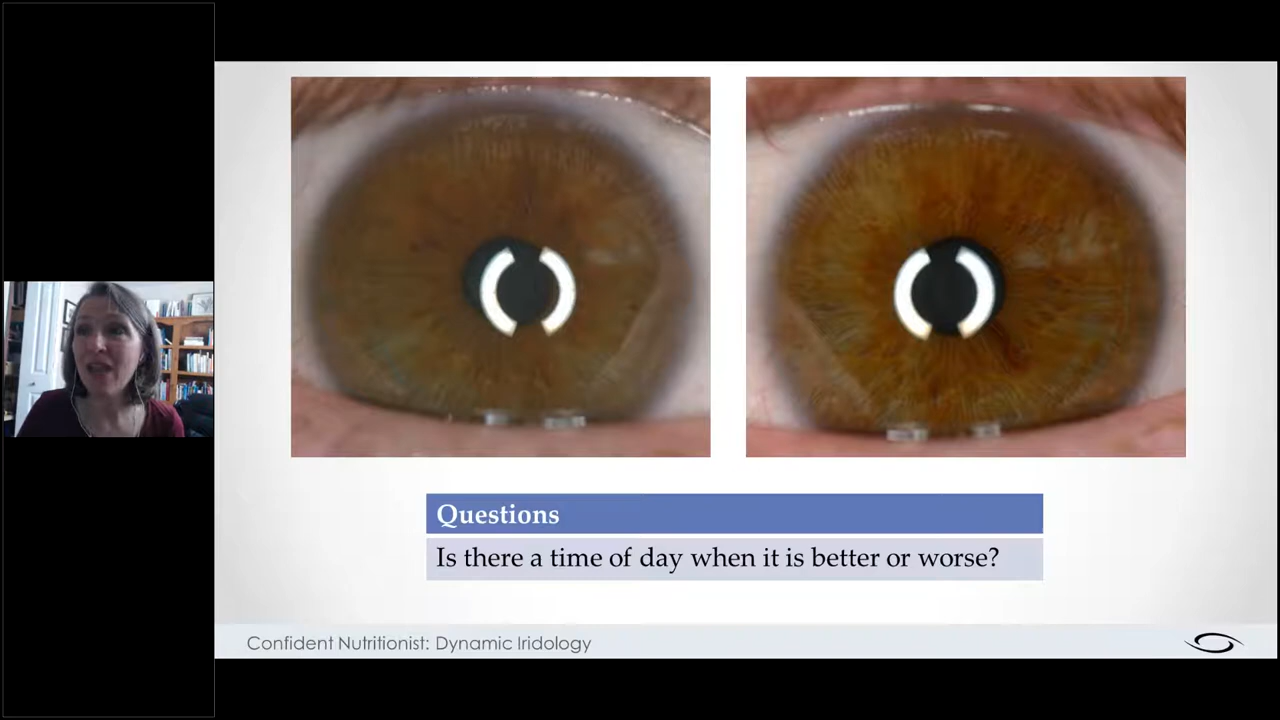 Questions
Is there a time of day when it is better or worse?
Confident Nutritionist: Dynamic Iridology